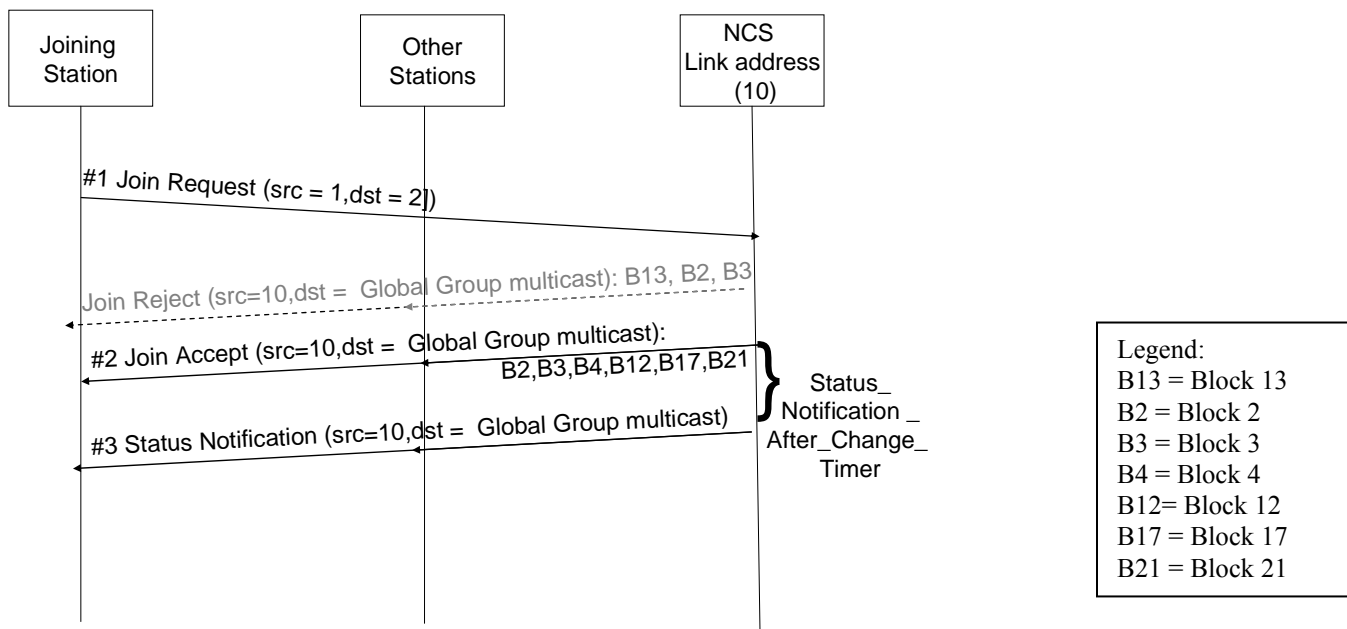 Joining
Station
Other
Stations
NCS
Link address
(10)
#1 Join Request (src = 1,dst = 2])
Join Reject (src=10,dst = Global Group multicast): B13, B2, B3
#2 Join Accept (src=10,dst = Global Group multicast):
B2,B3,B4,B12,B17,B21
Status_
Notification _
After_Change_
Timer
#3 Status Notification (src=10,dst = Global Group multicast)
Legend:
B13 = Block 13
B2 = Block 2
B3 = Block 3
B4 = Block 4
B12= Block 12
B17 = Block 17
B21 = Block 21